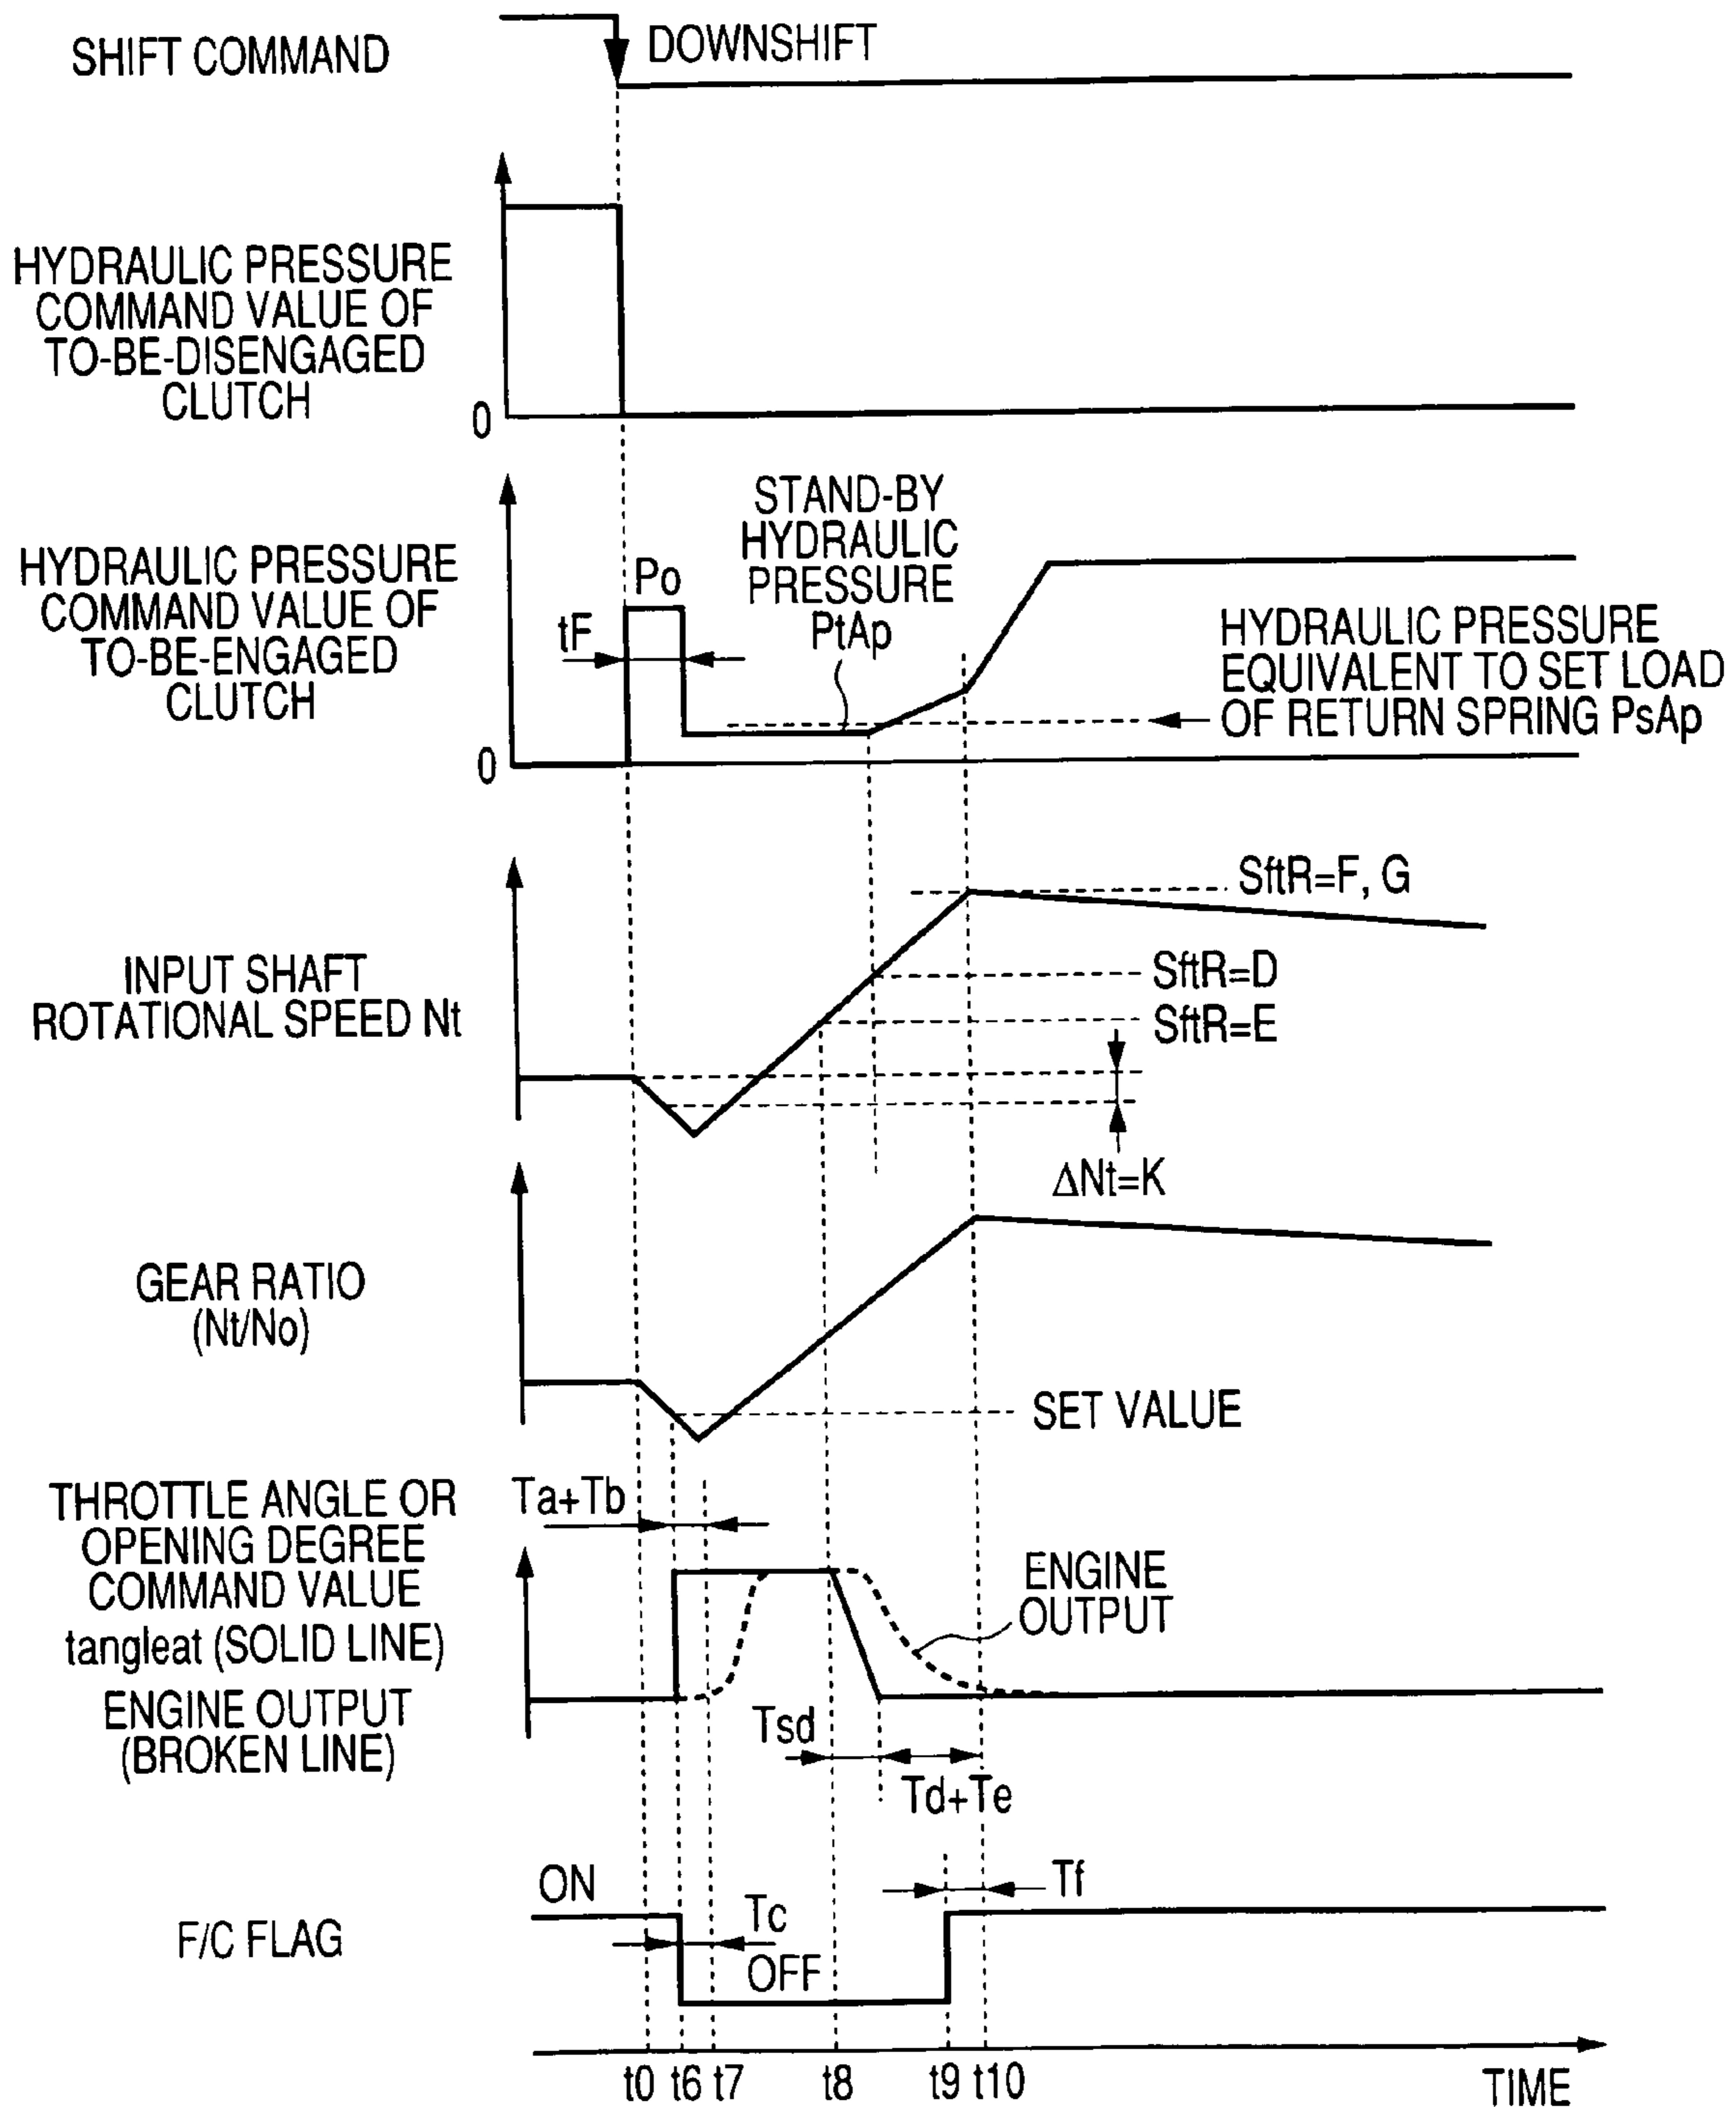 SHIFT COMMAND
DOWNSHIFT
HYDRAULIC PRESSURE
COMMAND VALUE OF
TO-BE-DISENGAGED
CLUTCH
0
STAND-BY
HYDRAULIC
PRESSURE
PtAp
HYDRAULIC PRESSURE
COMMAND VALUE OF
TO-BE-ENGAGED
CLUTCH
Po
tF
HYDRAULIC PRESSURE
EQUIVALENT TO SET LOAD
OF RETURN SPRING PsAp
0
SftR=F, G
INPUT SHAFT
ROTATIONAL SPEED Nt
SftR=D
SftR=E
ΔNt=K
GEAR RATIO
(Nt/No)
SET VALUE
THROTTLE ANGLE OR
OPENING DEGREE
COMMAND VALUE
tangleat (SOLID LINE)
ENGINE OUTPUT
(BROKEN LINE)
Ta+Tb
ENGINE
OUTPUT
Tsd
Td+Te
F/C FLAG
ON
Tc
OFF
Tf
t0 t6 t7 t8 t9 t10
TIME